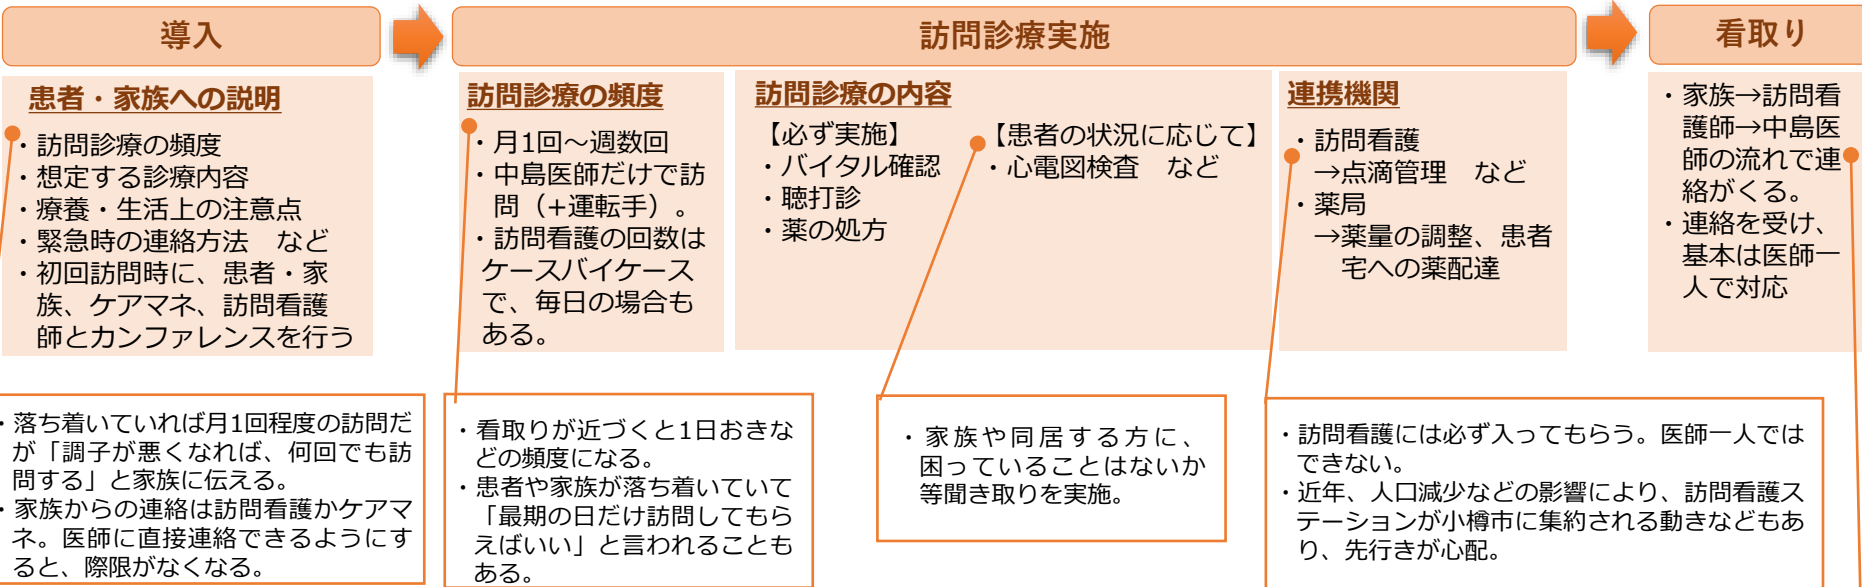 導入
訪問診療実施
看取り
患者・家族への説明
・訪問診療の頻度
・想定する診療内容
・療養・生活上の注意点
・緊急時の連絡方法　など
・初回訪問時に、患者・家
族、ケアマネ、訪問看護
師とカンファレンスを行う
訪問診療の頻度
・月1回～週数回
・中島医師だけで訪
問（+運転手）。
・訪問看護の回数は
ケースバイケース
で、毎日の場合も
ある。
訪問診療の内容
【必ず実施】
・バイタル確認
・聴打診
・薬の処方
【患者の状況に応じて】
・心電図検査　など
連携機関
・訪問看護
→点滴管理　など
・薬局
→薬量の調整、患者
宅への薬配達
・家族→訪問看
護師→中島医
師の流れで連
絡がくる。
・連絡を受け、
基本は医師一
人で対応
・落ち着いていれば月1回程度の訪問だ
が「調子が悪くなれば、何回でも訪
問する」と家族に伝える。
・家族からの連絡は訪問看護かケアマ
ネ。医師に直接連絡できるようにす
ると、際限がなくなる。
・看取りが近づくと1日おきな
どの頻度になる。
・患者や家族が落ち着いていて
「最期の日だけ訪問してもら
えばいい」と言われることも
ある。
・家族や同居する方に、
困っていることはないか
等聞き取りを実施。
・訪問看護には必ず入ってもらう。医師一人では
できない。
・近年、人口減少などの影響により、訪問看護ス
テーションが小樽市に集約される動きなどもあ
り、先行きが心配。